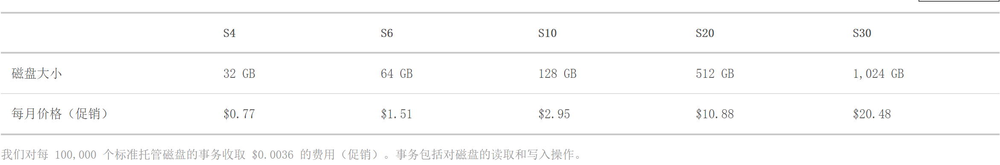 S4 S6 S10 S20 S30
磁盘大小 32 GB 64 GB 128 GB 512 GB 1,024 GB
每月价格（促销） $0.77 $1.51 $2.95 $10.88 $20.48
我们对每 100,000 个标准托管磁盘的事务收取 $0.0036 的费用（促销）。事务包括对磁盘的读取和写入操作。